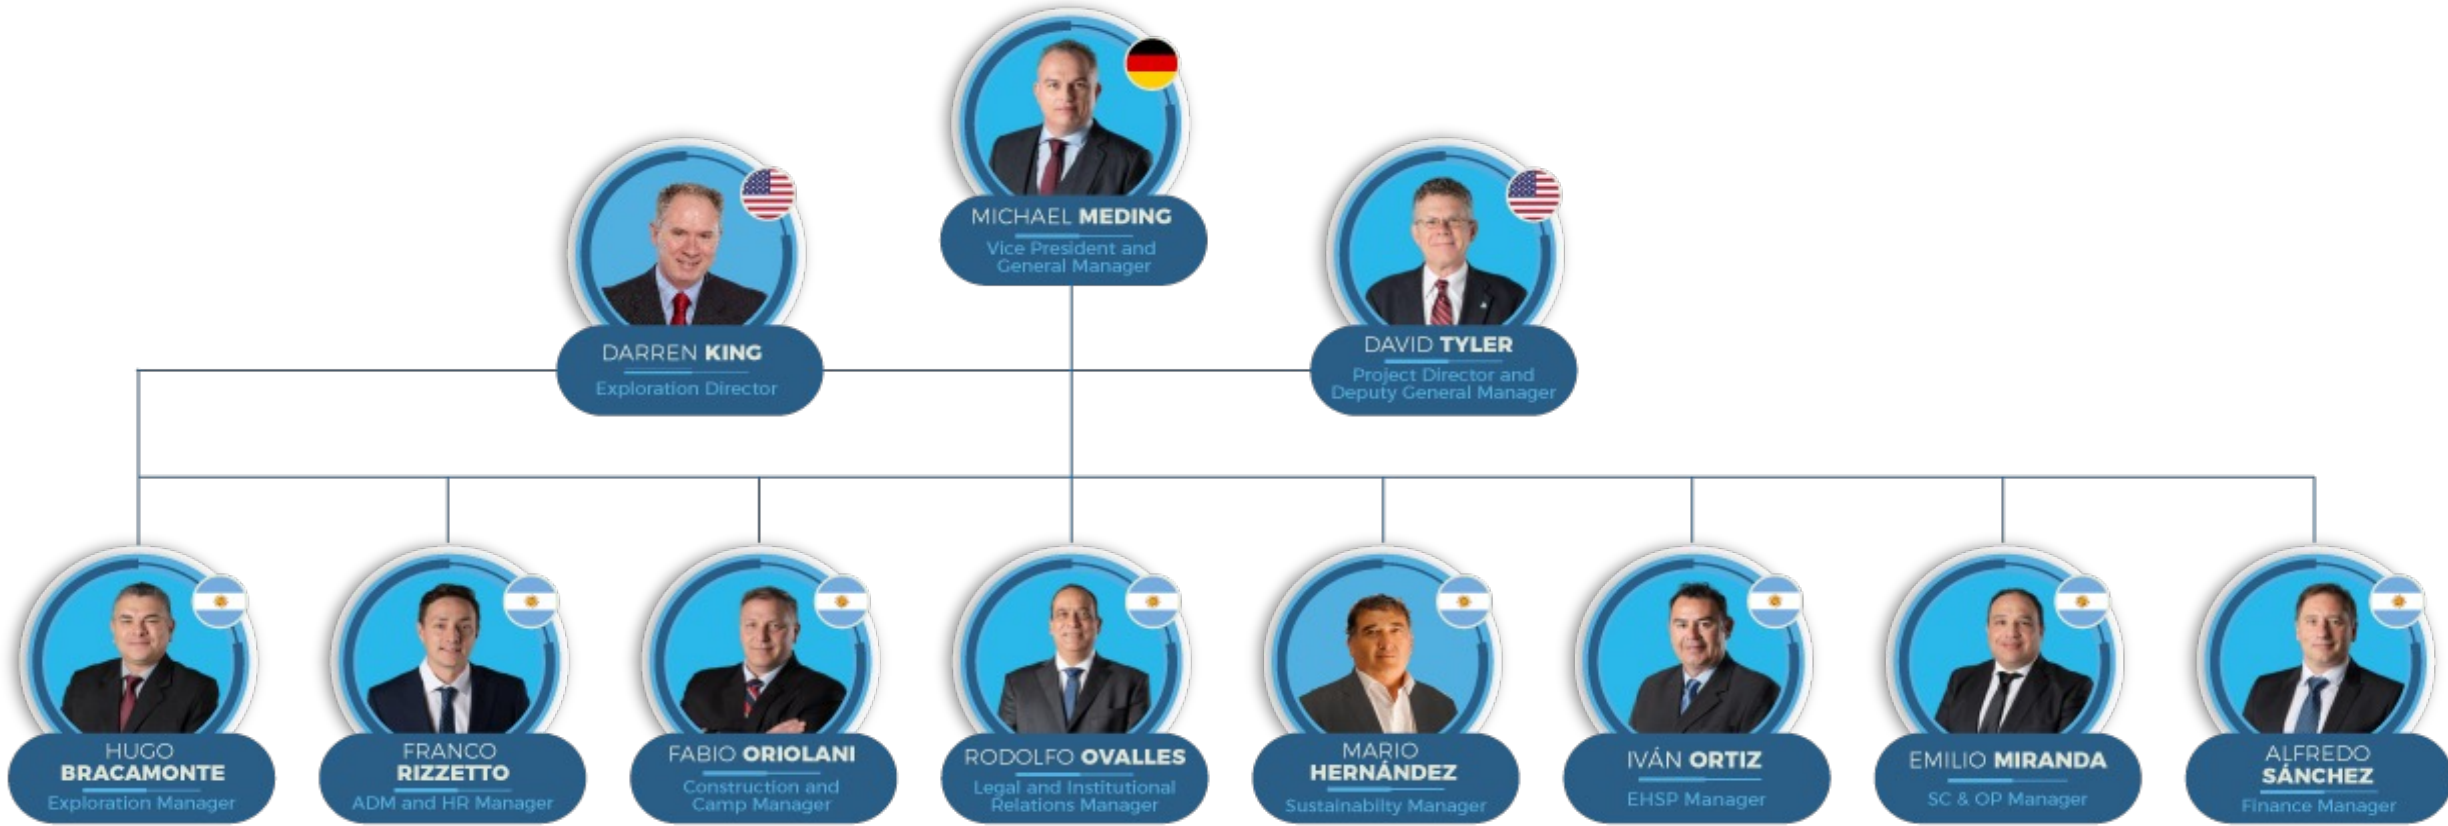 MICHAEL MEDING
Vice President and
General Manager
DARREN KING
Exploration Director
DAVID TYLER
Project Director and
Deputy General Manager
HUGO
BRACAMONTE
Exploration Manager
FRANCO
RIZZETTO
ADM and HR Manager
FABIO ORIOLANI
Construction and
Camp Manager
RODOLFO OVALLES
Legal and Institutional
Relations Manager
MARIO
HERNÁNDEZ
Sustainabilty Manager
IVÁN ORTIZ
EHSP Manager
EMILIO MIRANDA
SC & OP Manager
ALFREDO
SÁNCHEZ
Finance Manager